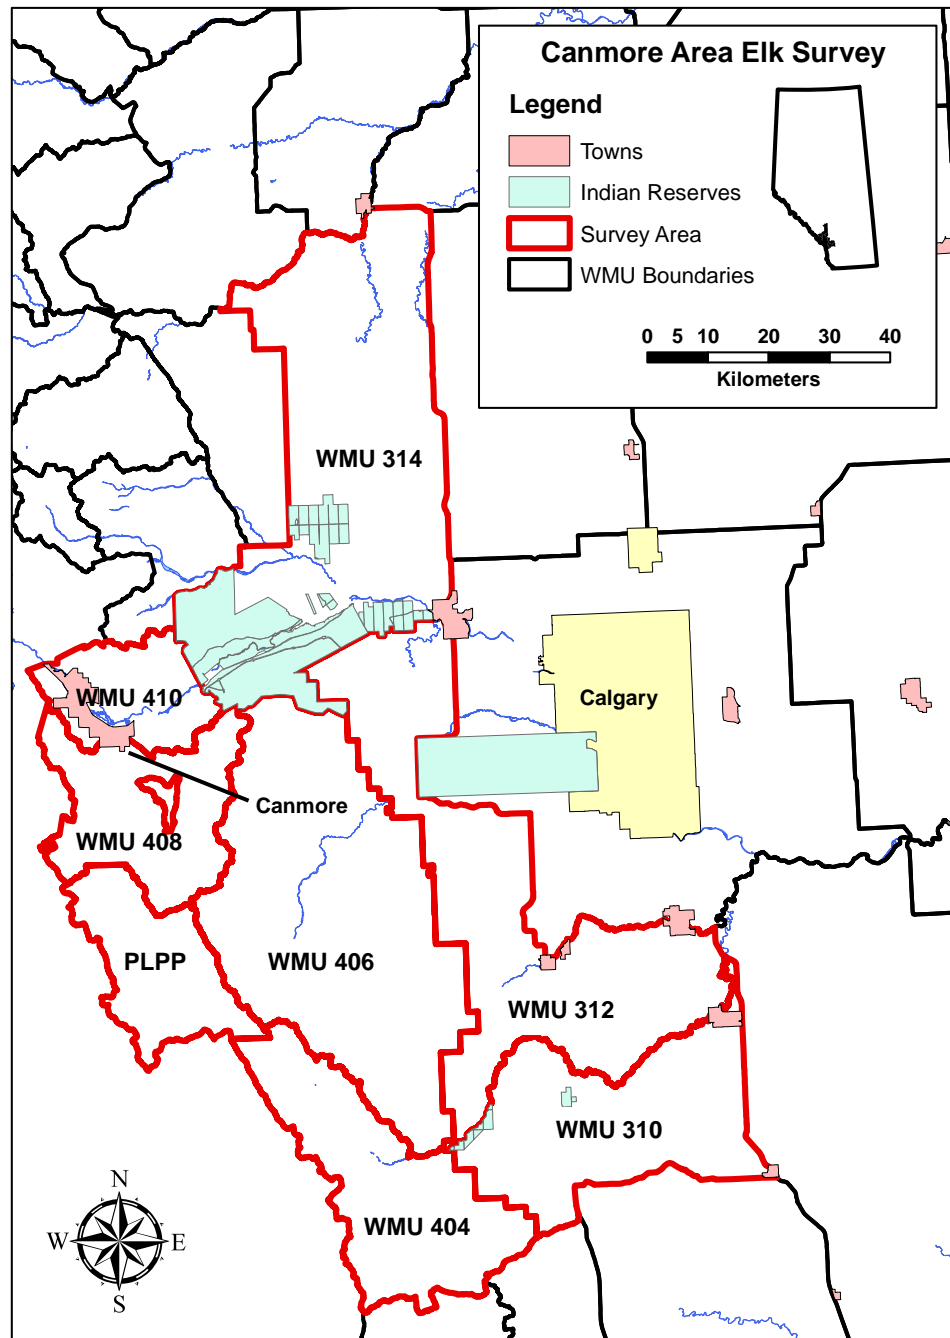 Canmore Area Elk Survey
Legend
Towns
Indian Reserves
Survey Area
WMU Boundaries
0 5 10 20 30 40
Kilometers
WMU 314
WMU 410
Calgary
Canmore
WMU 408
PLPP
WMU 406
WMU 312
WMU 310
WMU 404
N
W E
S